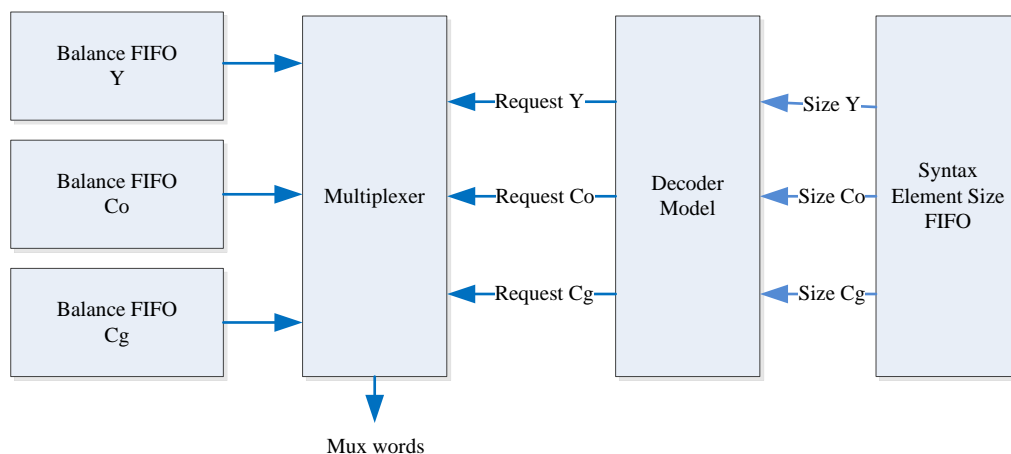 Balance FIFO
Y
Balance FIFO
Co
Balance FIFO
Cg
Multiplexer
Request Y
Request Co
Request Cg
Decoder
Model
Size Y
Size Co
Size Cg
Syntax
Element Size
FIFO
Mux words